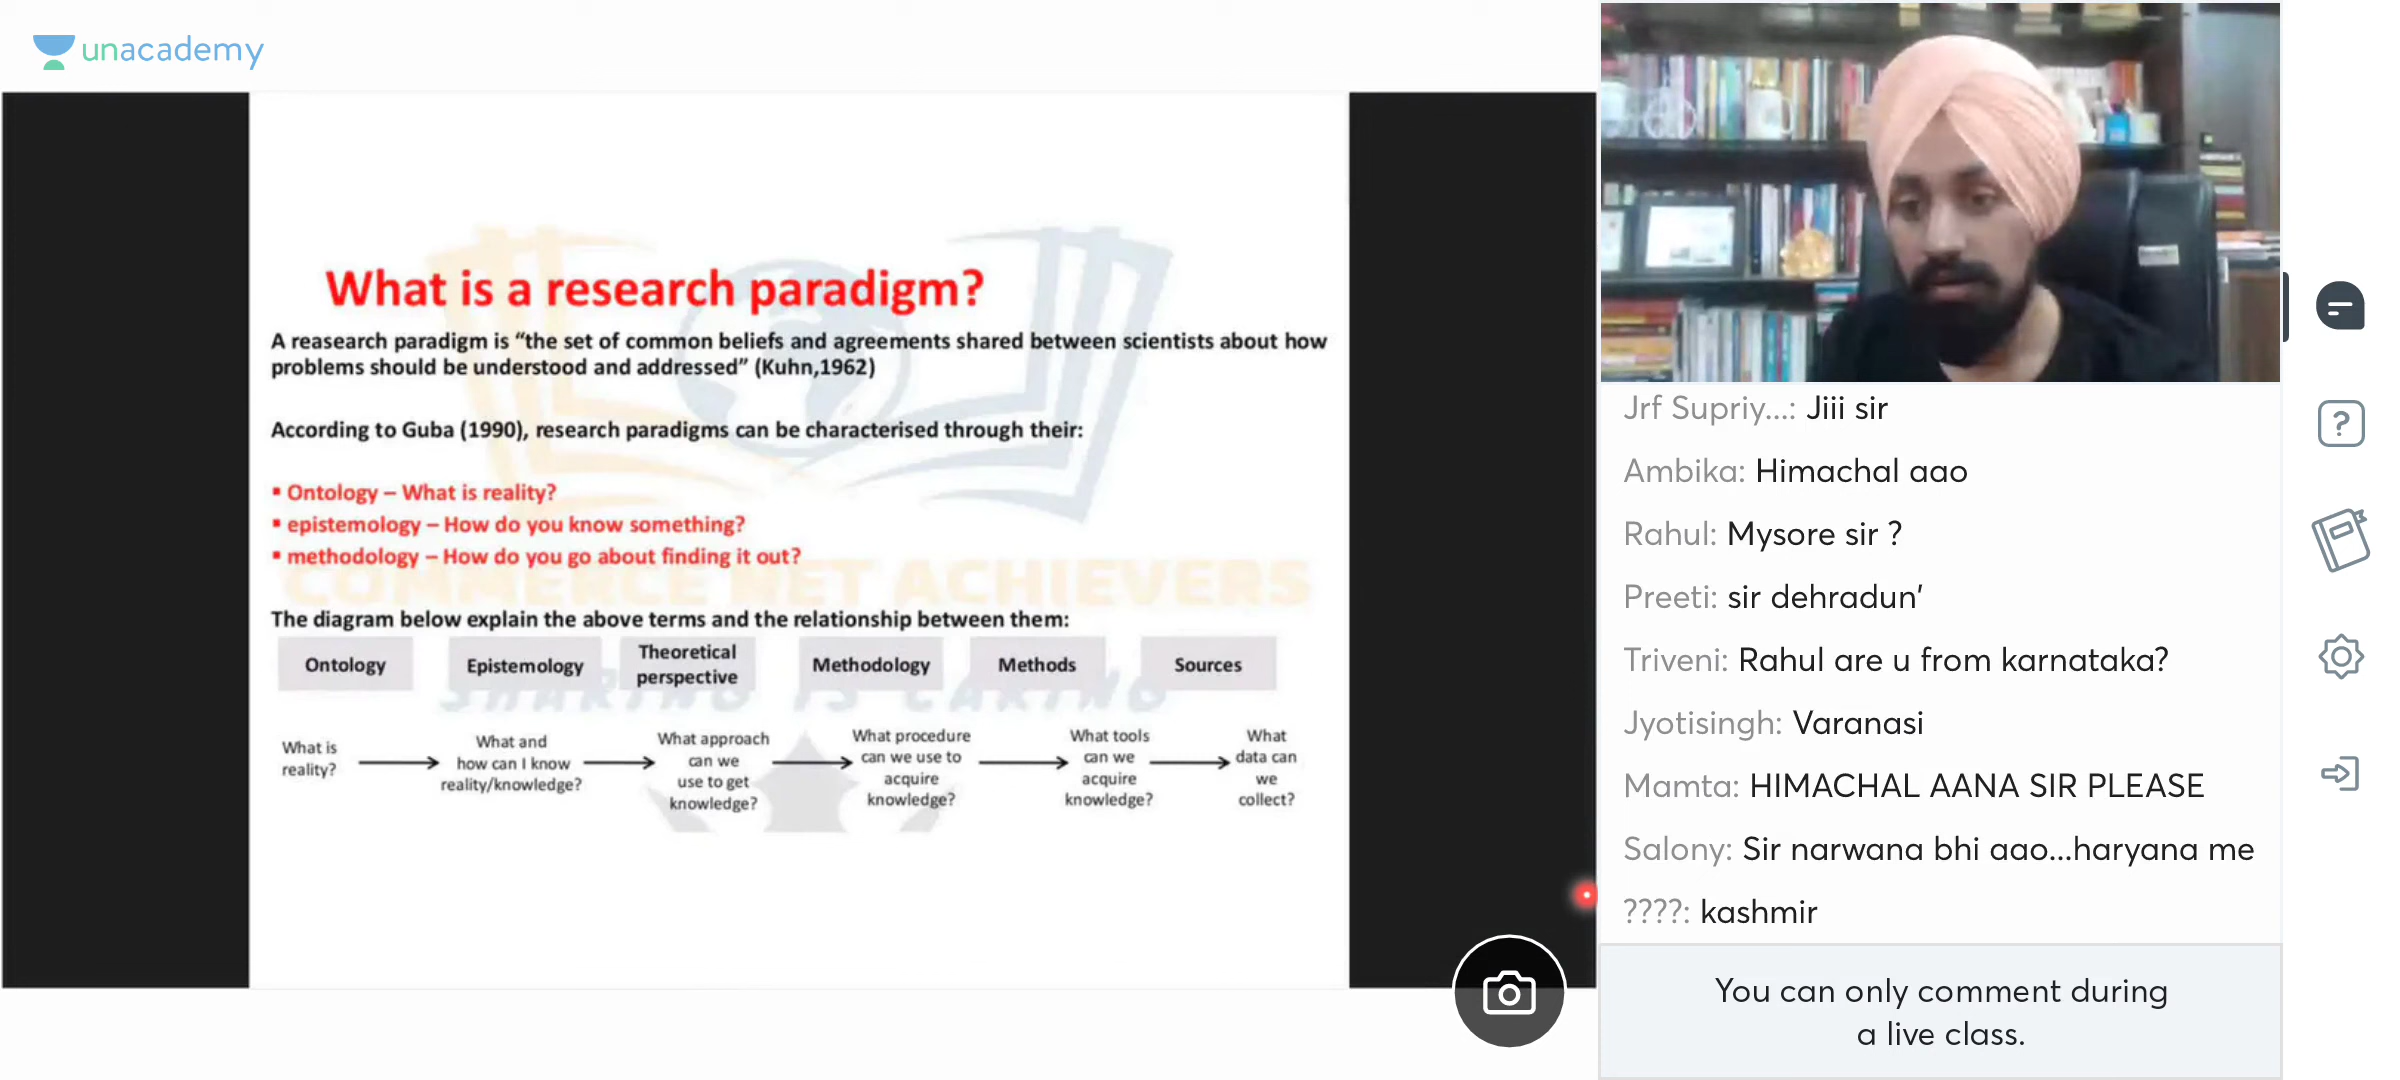 unacademy
What is a research paradigm?
A reasearch paradigm is “the set of common beliefs and agreements shared between scientists about how
problems should be understood and addressed” (Kuhn,1962)
According to Guba (1990), research paradigms can be characterised through their:
▪ Ontology – What is reality?
▪ epistemology – How do you know something?
▪ methodology – How do you go about finding it out?
COMMERCE NET ACHIEVERS
The diagram below explain the above terms and the relationship between them:
Ontology
Epistemology
Theoretical
perspective
Methodology
Methods
Sources
SHARING IS CARING
What is
reality?
What and
how can I know
reality/knowledge?
What approach
can we
use to get
knowledge?
What procedure
can we use to
acquire
knowledge?
What tools
can we
acquire
knowledge?
What
data can
we
collect?
Jrf Supriy...: Jiii sir
Ambika: Himachal aao
Rahul: Mysore sir ?
Preeti: sir dehradun'
Triveni: Rahul are u from karnataka?
Jyotisingh: Varanasi
Mamta: HIMACHAL AANA SIR PLEASE
Salony: Sir narwana bhi aao...haryana me
????: kashmir
You can only comment during
a live class.